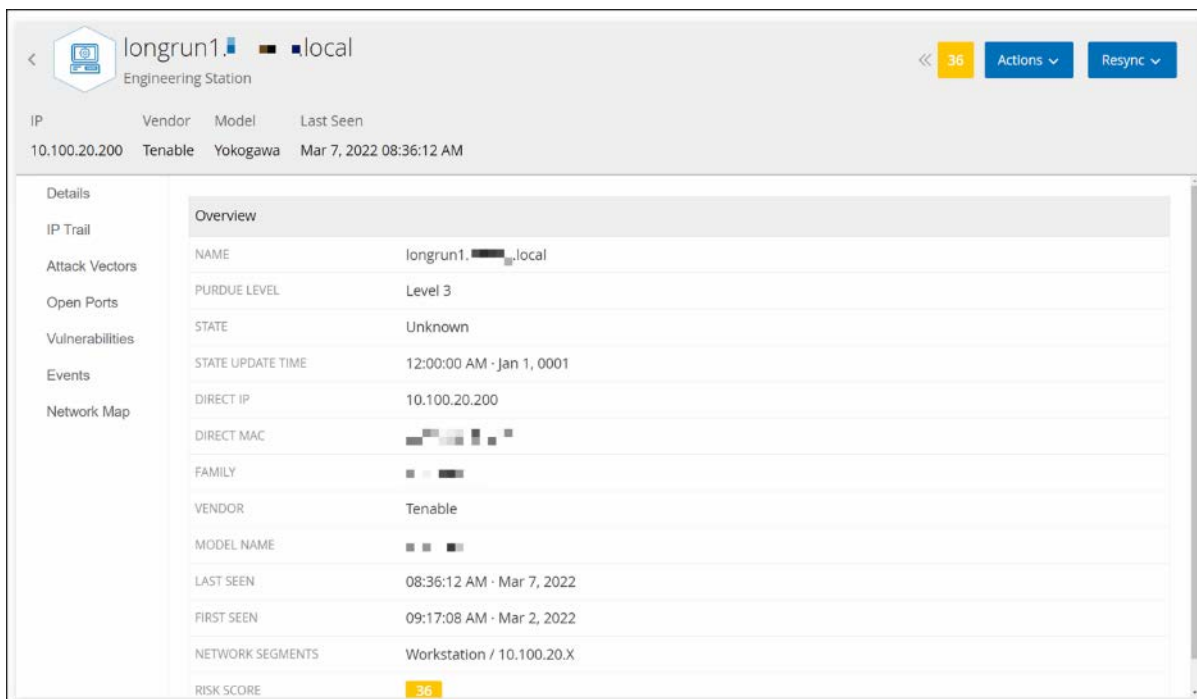 longrun1. .local
Engineering Station
36
Actions
Resync
IP Vendor Model Last Seen
10.100.20.200 Tenable Yokogawa Mar 7, 2022 08:36:12 AM
Details
IP Trail
Attack Vectors
Open Ports
Vulnerabilities
Events
Network Map
Overview
NAME longrun1. .local
PURDUE LEVEL Level 3
STATE Unknown
STATE UPDATE TIME 12:00:00 AM · Jan 1, 0001
DIRECT IP 10.100.20.200
DIRECT MAC
FAMILY
VENDOR Tenable
MODEL NAME
LAST SEEN 08:36:12 AM · Mar 7, 2022
FIRST SEEN 09:17:08 AM · Mar 2, 2022
NETWORK SEGMENTS Workstation / 10.100.20.X
RISK SCORE 36